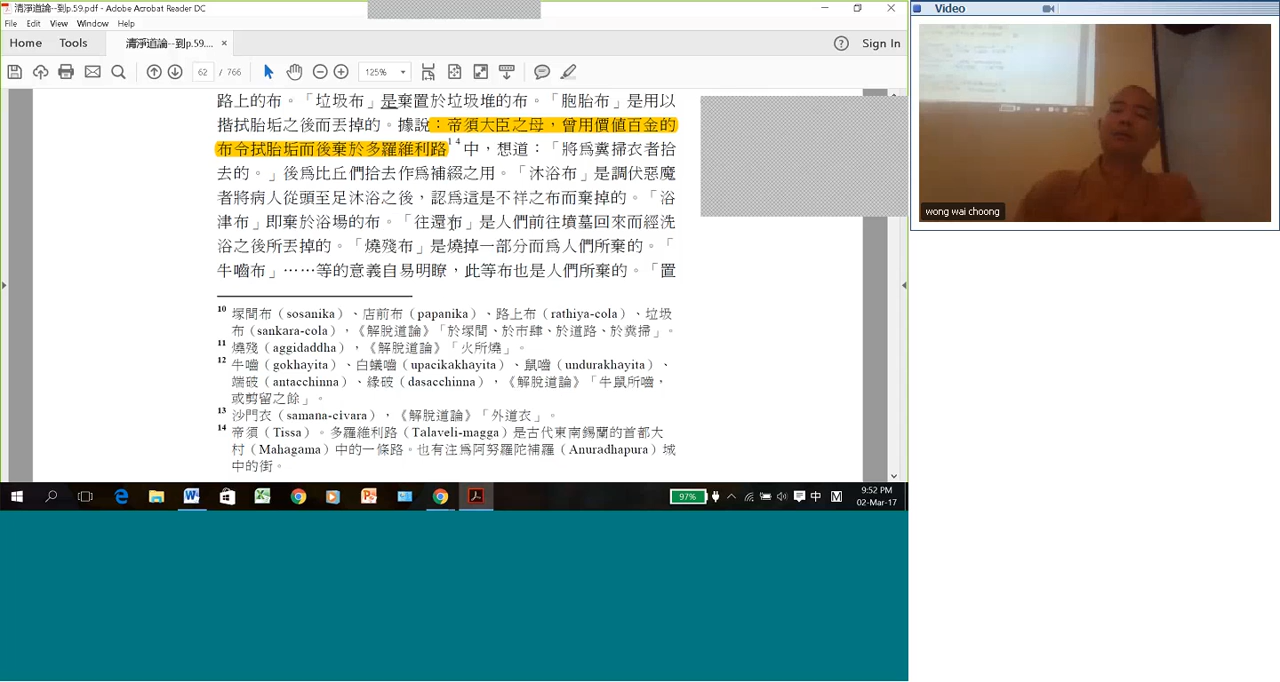 清淨道論--到p.59.pdf - Adobe Acrobat Reader DC
File Edit View Window Help
Home Tools 清淨道論--到p.59.... × Sign In
62 / 766 125%
路上的布。「垃圾布」是棄置於垃圾堆的布。「胞胎布」是用以
揩拭胎垢之後而丟掉的。據說：帝須大臣之母，曾用價值百金的
布令拭胎垢而後棄於多羅維利路14中，想道：「將爲糞掃衣者拾
去的。」後爲比丘們拾去作爲補綴之用。「沐浴布」是調伏惡魔
者將病人從頭至足沐浴之後，認爲這是不祥之布而棄掉的。「浴
津布」即棄於浴場的布。「往還布」是人們前往墳墓回來而經洗
浴之後所丟掉的。「燒殘布」是燒掉一部分而爲人們所棄的。「
牛嚙布」……等的意義自易明瞭，此等布也是人們所棄的。「置
10 塚間布（sosanika）、店前布（papanika）、路上布（rathiya-cola）、垃圾
布（sankara-cola），《解脫道論》「於塚間、於市肆、於道路、於糞掃」。
11 燒殘（aggidaddha），《解脫道論》「火所燒」。
12 牛嚙（gokhayita）、白蟻嚙（upacikakhayita）、鼠嚙（undurakhayita）、
端破（antacchinna）、緣破（dasacchinna），《解脫道論》「牛鼠所嚙，
或剪留之餘」。
13 沙門衣（samana-civara），《解脫道論》「外道衣」。
14 帝須（Tissa）。多羅維利路（Talaveli-magga）是古代東南錫蘭的首都大
村（Mahagama）中的一條路。也有注爲阿努羅陀補羅（Anuradhapura）城
中的街。
97% 中 M 9:52 PM
02-Mar-17
Video
wong wai choong